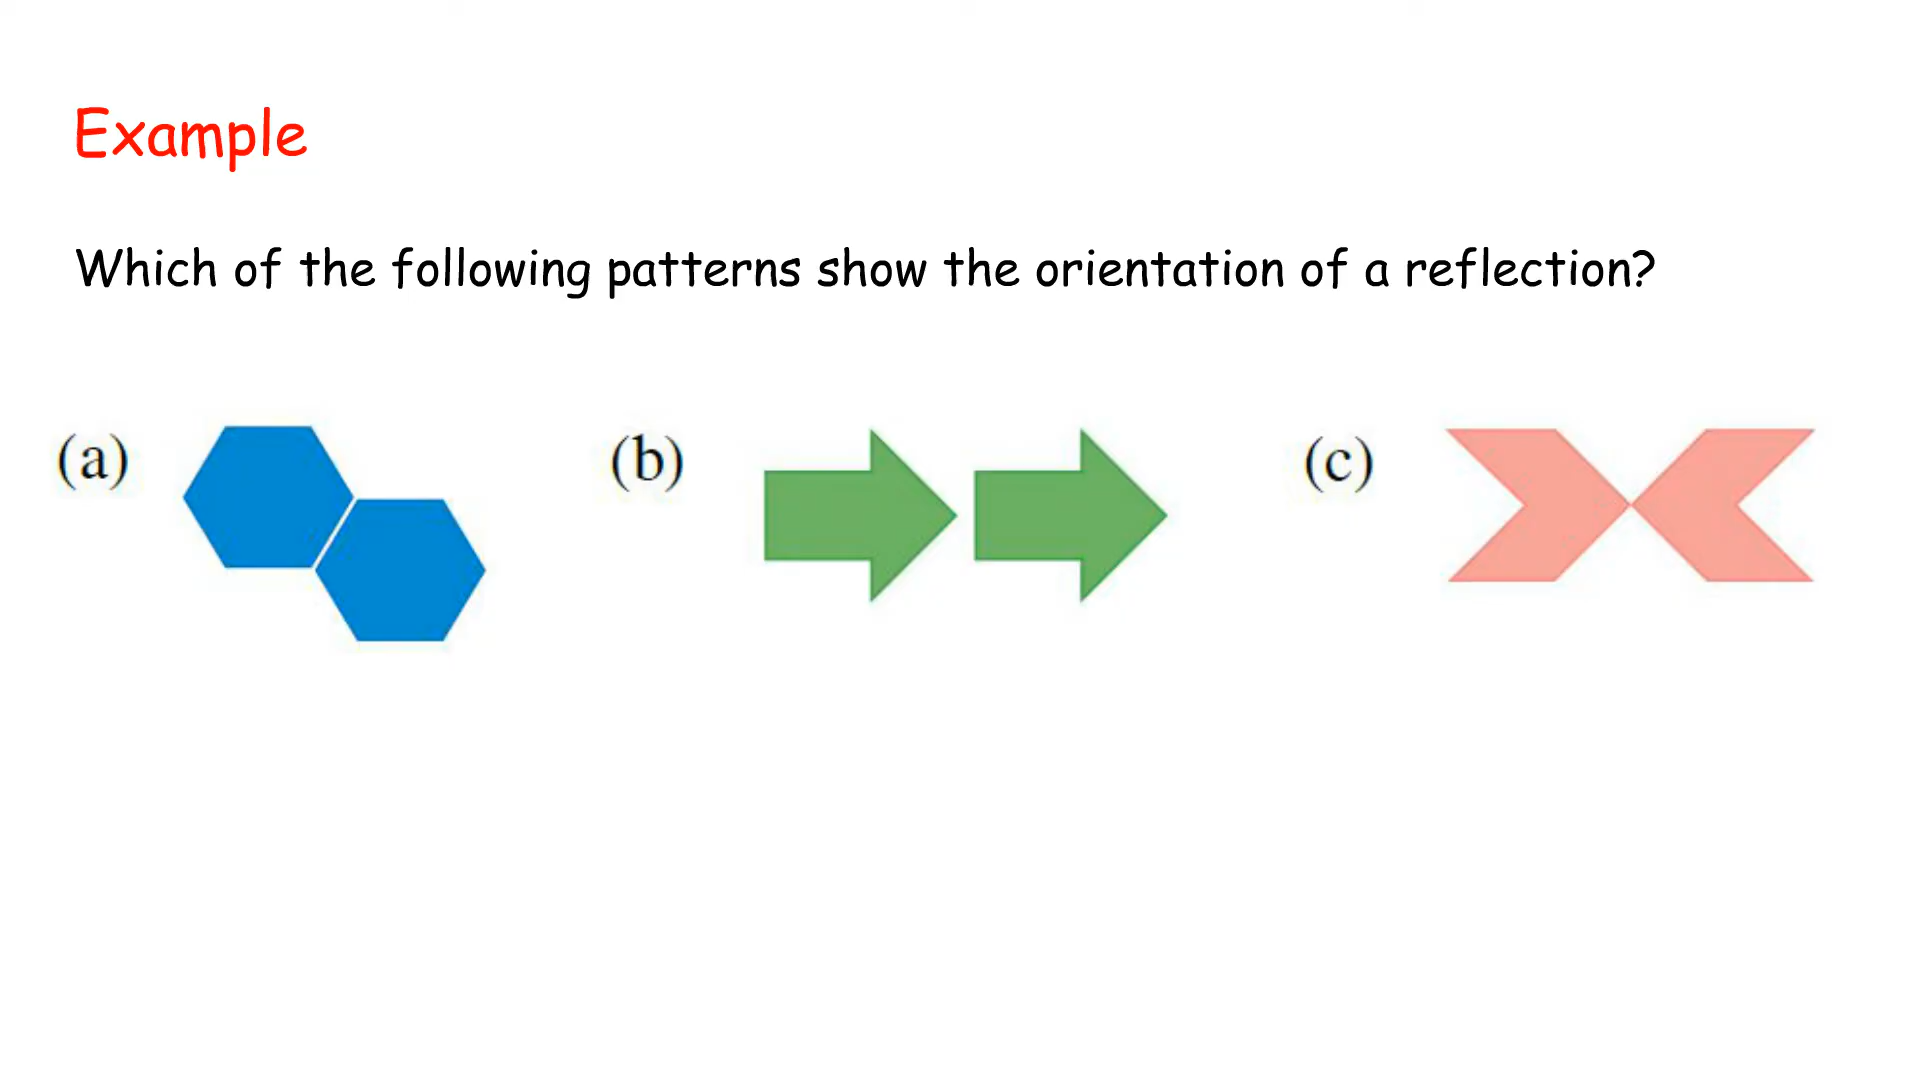 Example
Which of the following patterns show the orientation of a reflection?
(a) (b) (c)